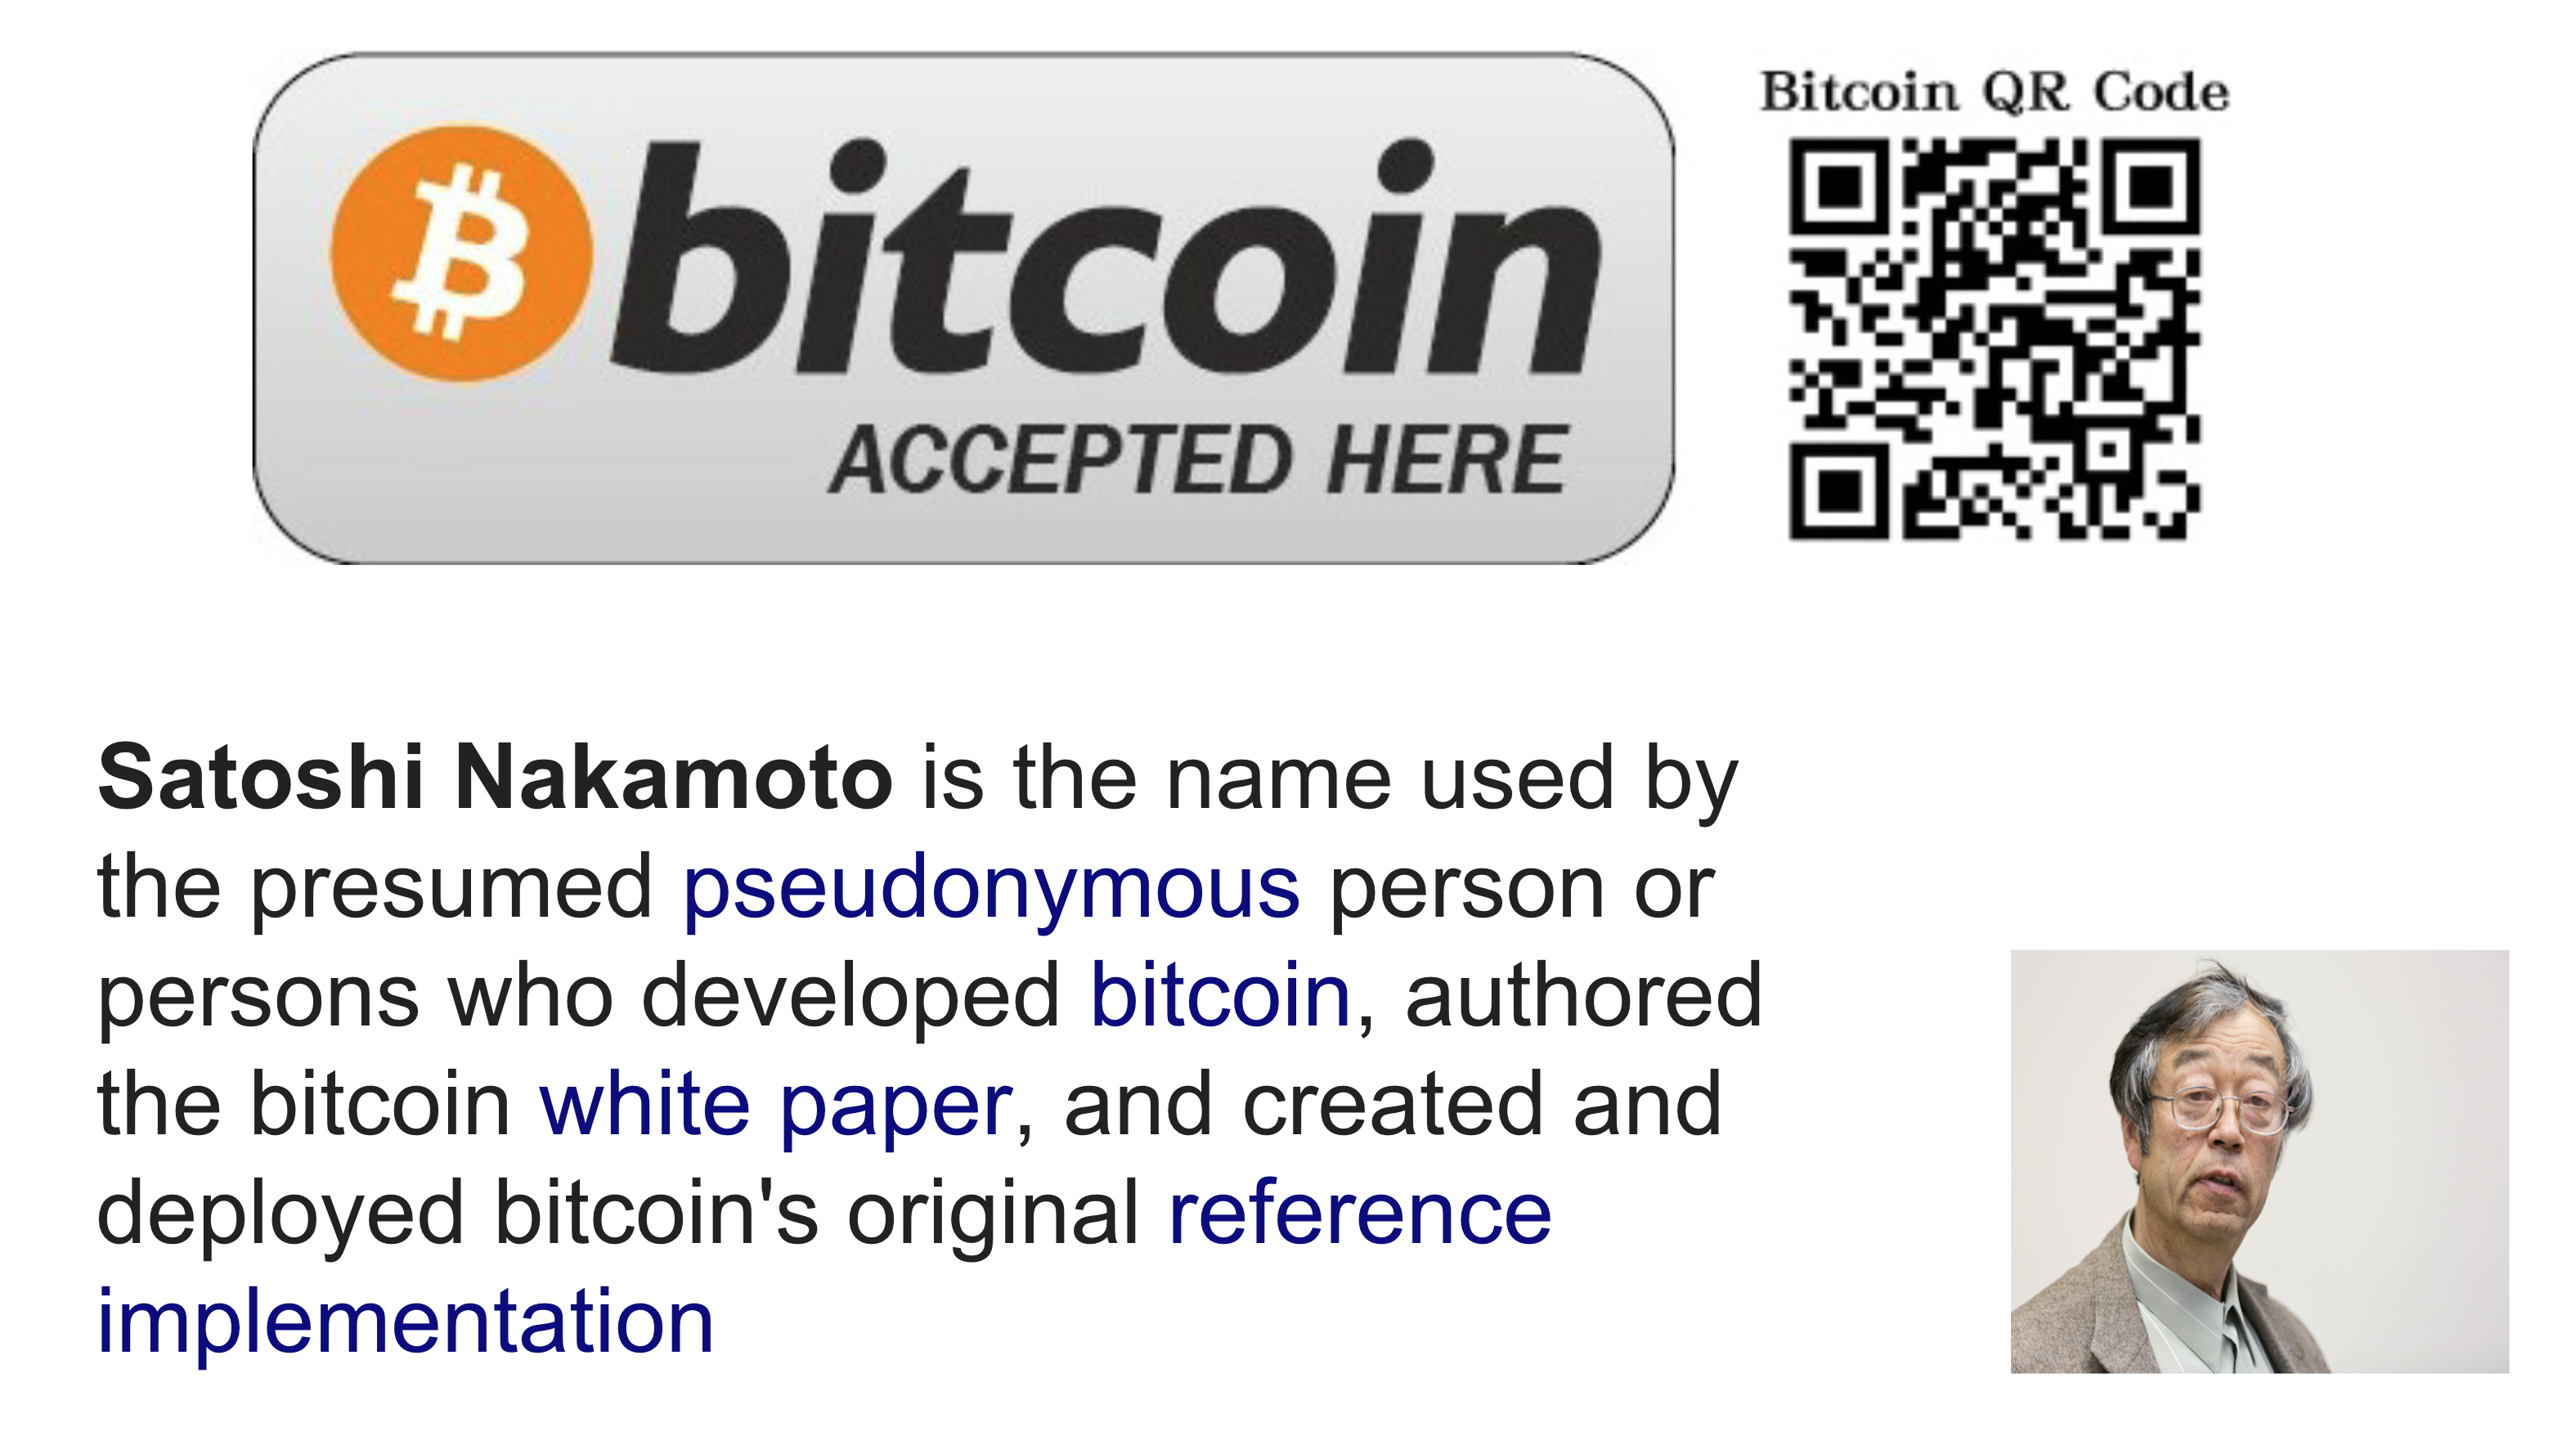 bitcoin
ACCEPTED HERE
Bitcoin QR Code
Satoshi Nakamoto is the name used by
the presumed pseudonymous person or
persons who developed bitcoin, authored
the bitcoin white paper, and created and
deployed bitcoin's original reference
implementation